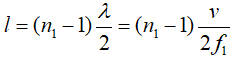 l = (n₁ − 1) λ/2 = (n₁ − 1) v/2f₁